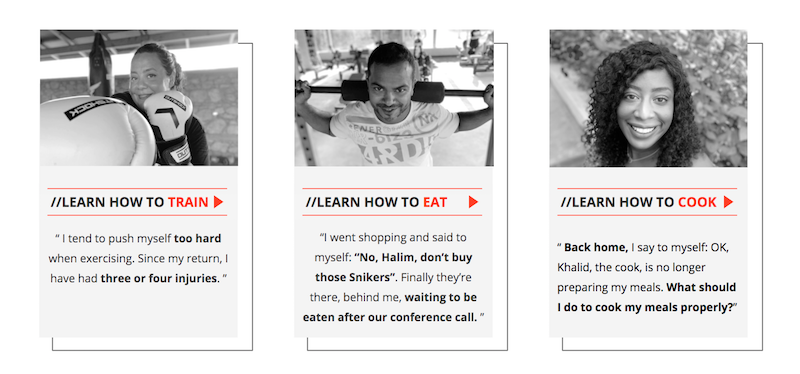 //LEARN HOW TO TRAIN
“ I tend to push myself too hard
when exercising. Since my return, I
have had three or four injuries. ”
//LEARN HOW TO EAT
“I went shopping and said to
myself: “No, Halim, don’t buy
those Snikers”. Finally they’re
there, behind me, waiting to be
eaten after our conference call. ”
//LEARN HOW TO COOK
“ Back home, I say to myself: OK,
Khalid, the cook, is no longer
preparing my meals. What should
I do to cook my meals properly?”